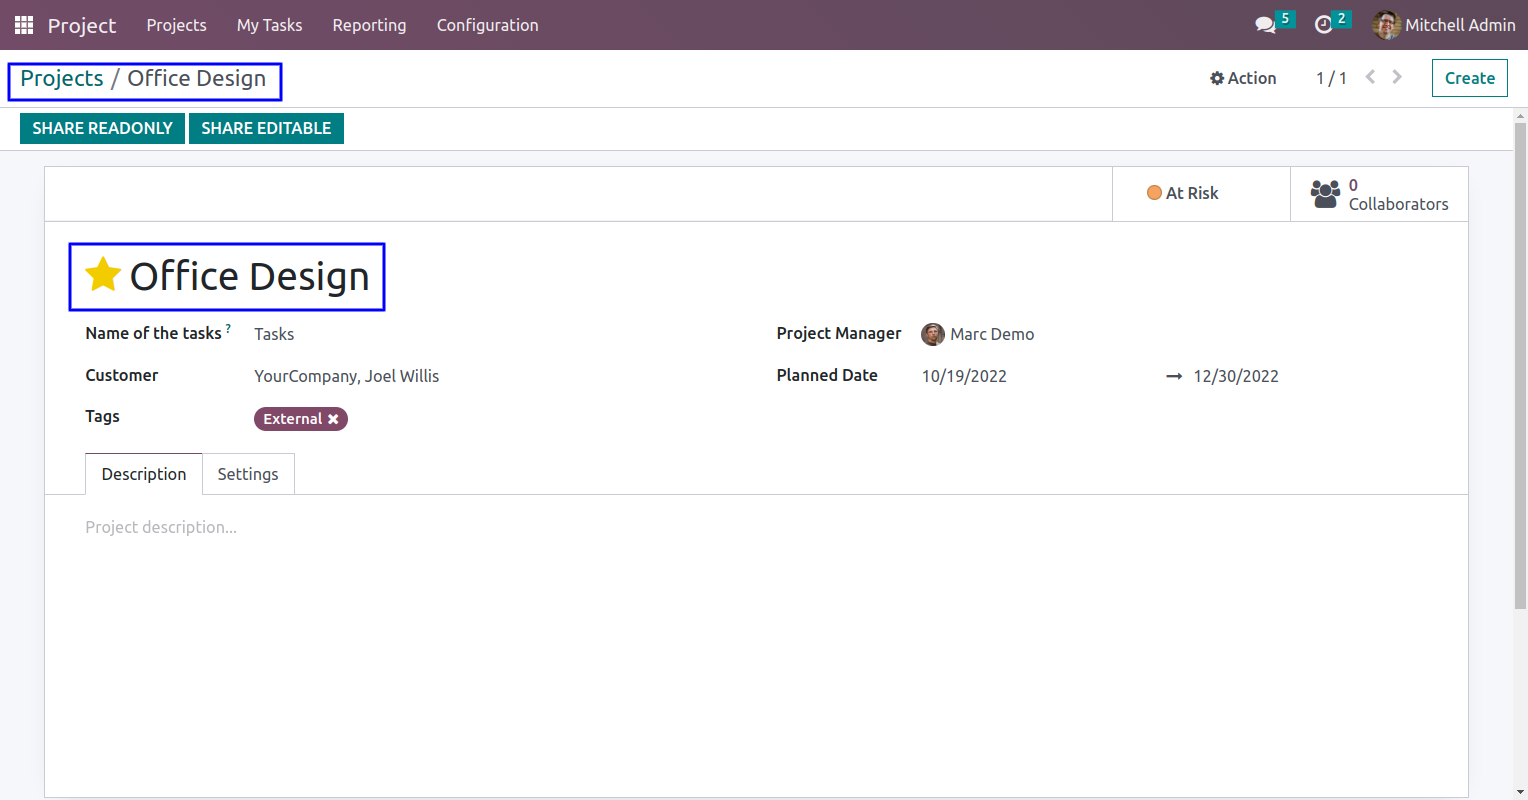 Project Projects My Tasks Reporting Configuration 5 2 Mitchell Admin
Projects / Office Design Action 1 / 1 Create
SHARE READONLY SHARE EDITABLE
At Risk 0 Collaborators
Office Design
Name of the tasks ? Tasks Project Manager Marc Demo
Customer YourCompany, Joel Willis Planned Date 10/19/2022 → 12/30/2022
Tags External ✖
Description Settings
Project description...